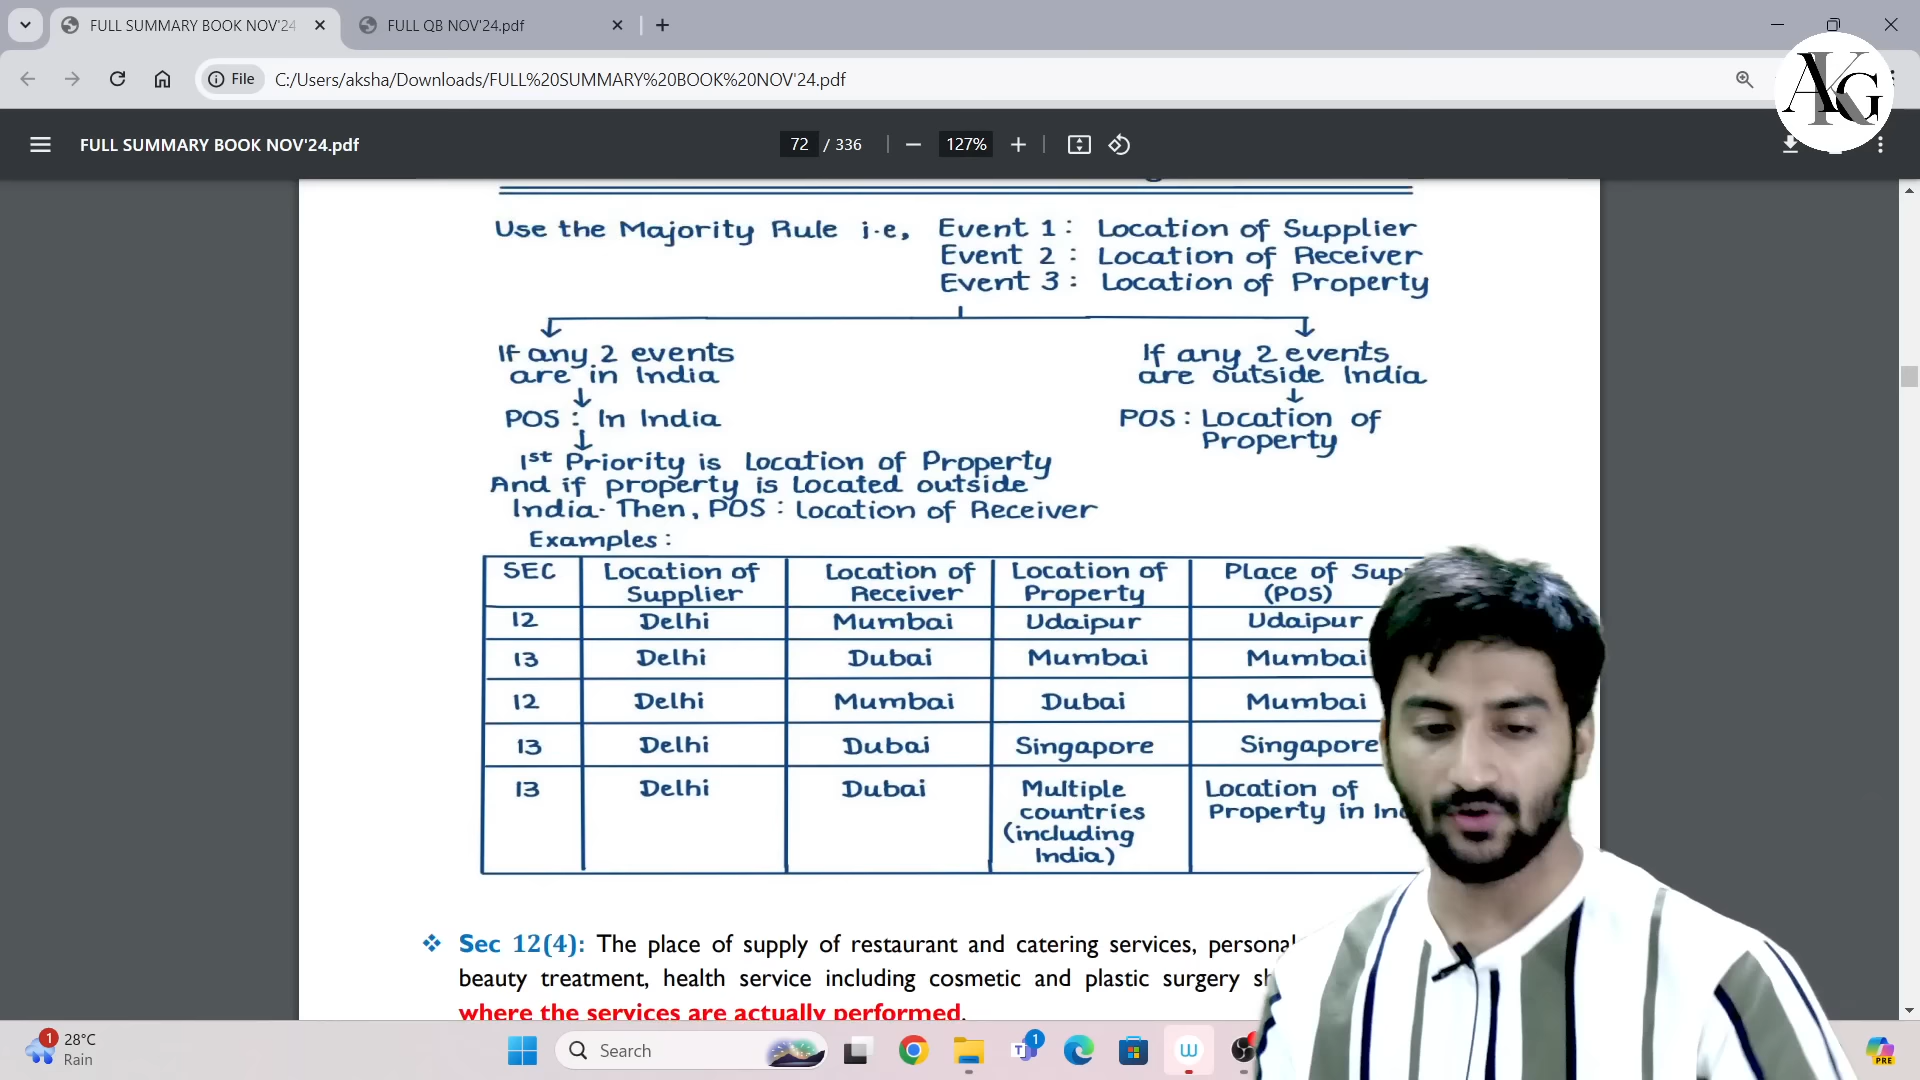 FULL SUMMARY BOOK NOV'24
FULL QB NOV'24.pdf
File
C:/Users/aksha/Downloads/FULL%20SUMMARY%20BOOK%20NOV'24.pdf
AKG
FULL SUMMARY BOOK NOV'24.pdf
72 / 336
127%
Use the Majority Rule i.e, Event 1: Location of Supplier
Event 2: Location of Receiver
Event 3: Location of Property
If any 2 events
are in India
If any 2 events
are outside India
POS: In India
POS: Location of
Property
1st Priority is Location of Property
And if property is Located outside
India. Then, POS: Location of Receiver
Examples:
SEC
Location of
Supplier
Location of
Receiver
Location of
Property
Place of
(POS)
12 Delhi Mumbai Udaipur Udaipur
13 Delhi Dubai Mumbai Mumbai
12 Delhi Mumbai Dubai Mumbai
13 Delhi Dubai Singapore Singapore
13 Delhi Dubai
Multiple
countries
(including
India)
Location of
Property in
Sec 12(4): The place of supply of restaurant and catering services, personal
beauty treatment, health service including cosmetic and plastic surgery
where the services are actually performed.
1
28°C
Rain
Search
1
PRE